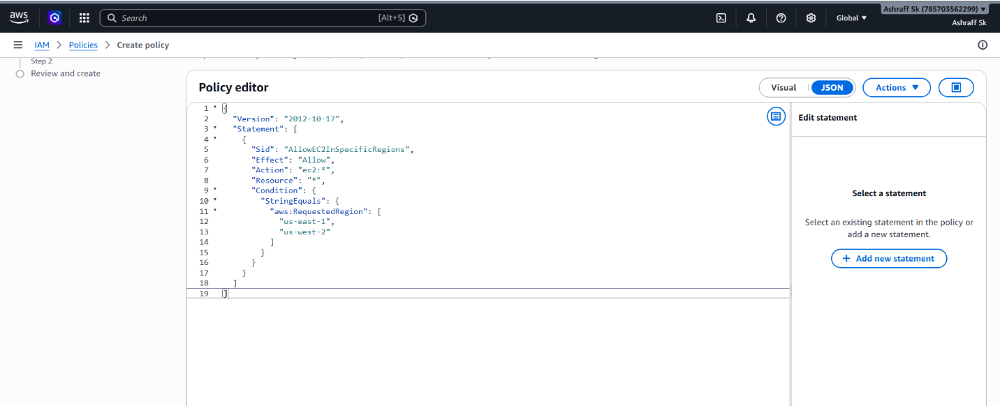 aws
Search [Alt+S]
Global
Ashraff Sk (785703562299)
Ashraff Sk
IAM > Policies > Create policy
Step 2
Review and create
Policy editor
Visual | JSON
Actions
1 {
2 "Version": "2012-10-17",
3 "Statement": [
4 {
5 "Sid": "AllowEC2InSpecificRegions",
6 "Effect": "Allow",
7 "Action": "ec2:*",
8 "Resource": "*",
9 "Condition": {
10 "StringEquals": {
11 "aws:RequestedRegion": [
12 "us-east-1",
13 "us-west-2"
14 ]
15 }
16 }
17 }
18 ]
19 }
Edit statement
Select a statement
Select an existing statement in the policy or
add a new statement.
+ Add new statement